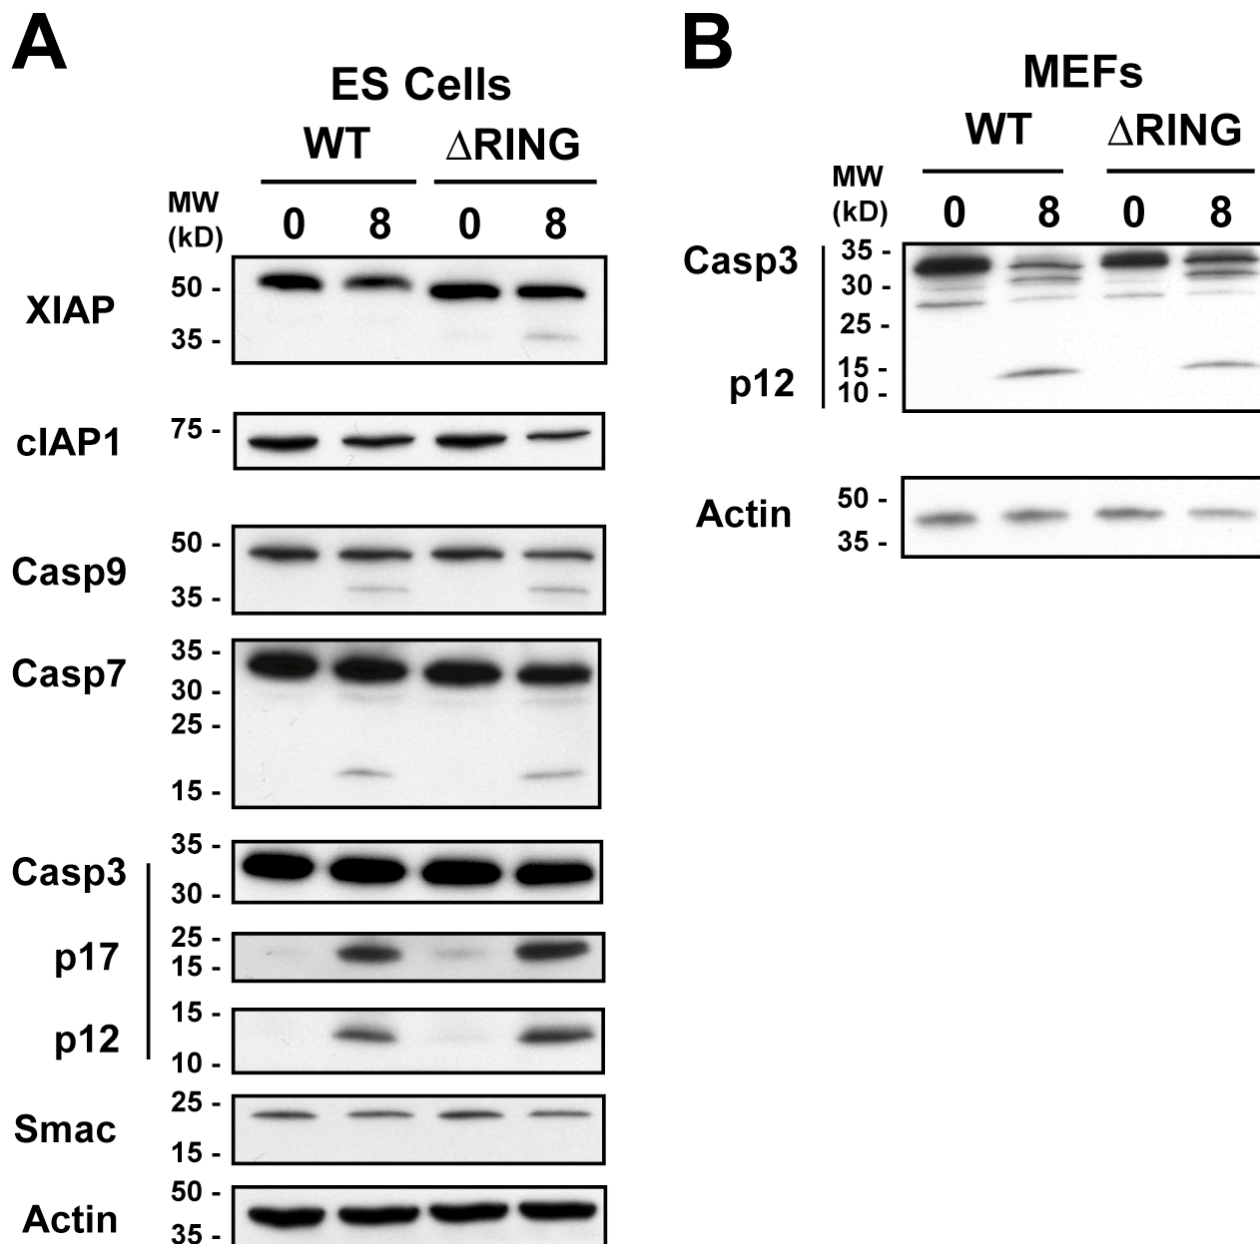 A
ES Cells
WT ΔRING
MW
(kD)
0 8 0 8
XIAP
50 -
35 -
cIAP1
75 -
Casp9
50 -
35 -
Casp7
35 -
30 -
25 -
15 -
Casp3
35 -
30 -
p17
25 -
15 -
p12
15 -
10 -
Smac
25 -
15 -
Actin
50 -
35 -
B
MEFs
WT ΔRING
MW
(kD)
0 8 0 8
Casp3
35 -
30 -
25 -
p12
15 -
10 -
Actin
50 -
35 -